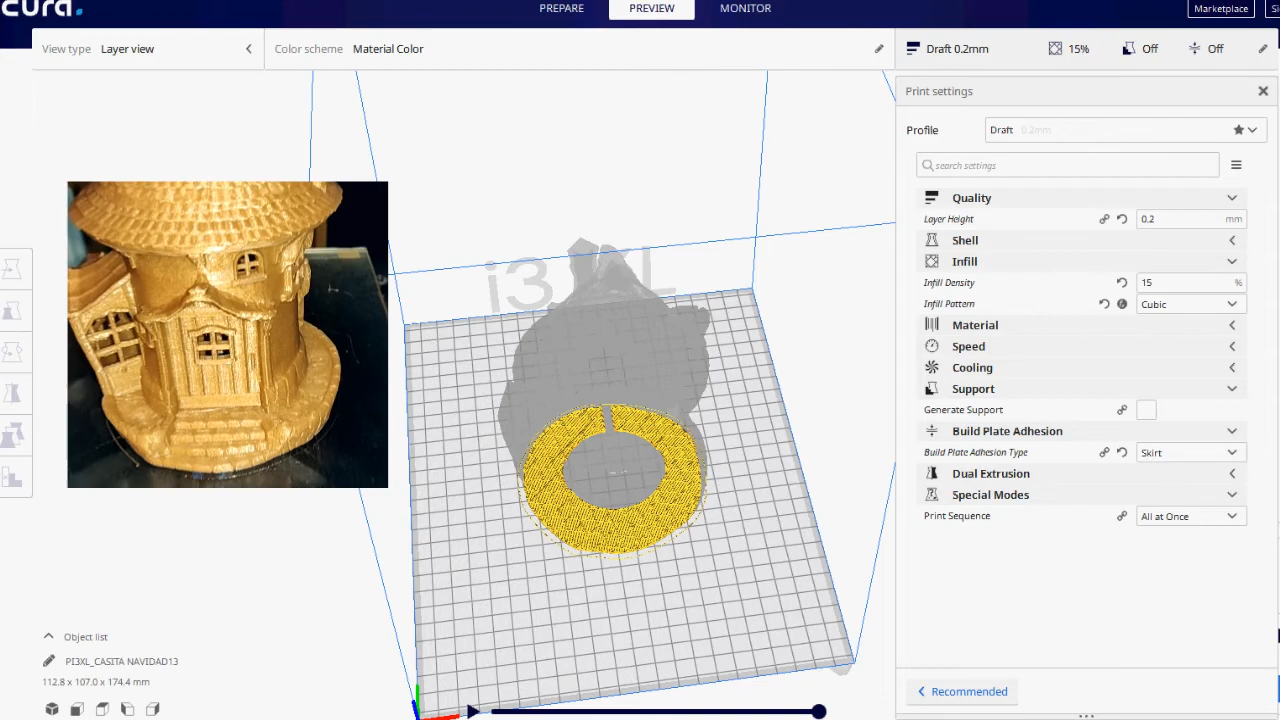 cura.
PREPARE
PREVIEW
MONITOR
Marketplace
View type Layer view
Color scheme Material Color
Draft 0.2mm
15%
Off
Off
Print settings
Profile
Draft 0.2mm
search settings
Quality
Layer Height
0.2 mm
Shell
Infill
Infill Density
15 %
Infill Pattern
Cubic
Material
Speed
Cooling
Support
Generate Support
Build Plate Adhesion
Build Plate Adhesion Type
Skirt
Dual Extrusion
Special Modes
Print Sequence
All at Once
Recommended
Object list
PI3XL_CASITA NAVIDAD13
112.8 x 107.0 x 174.4 mm